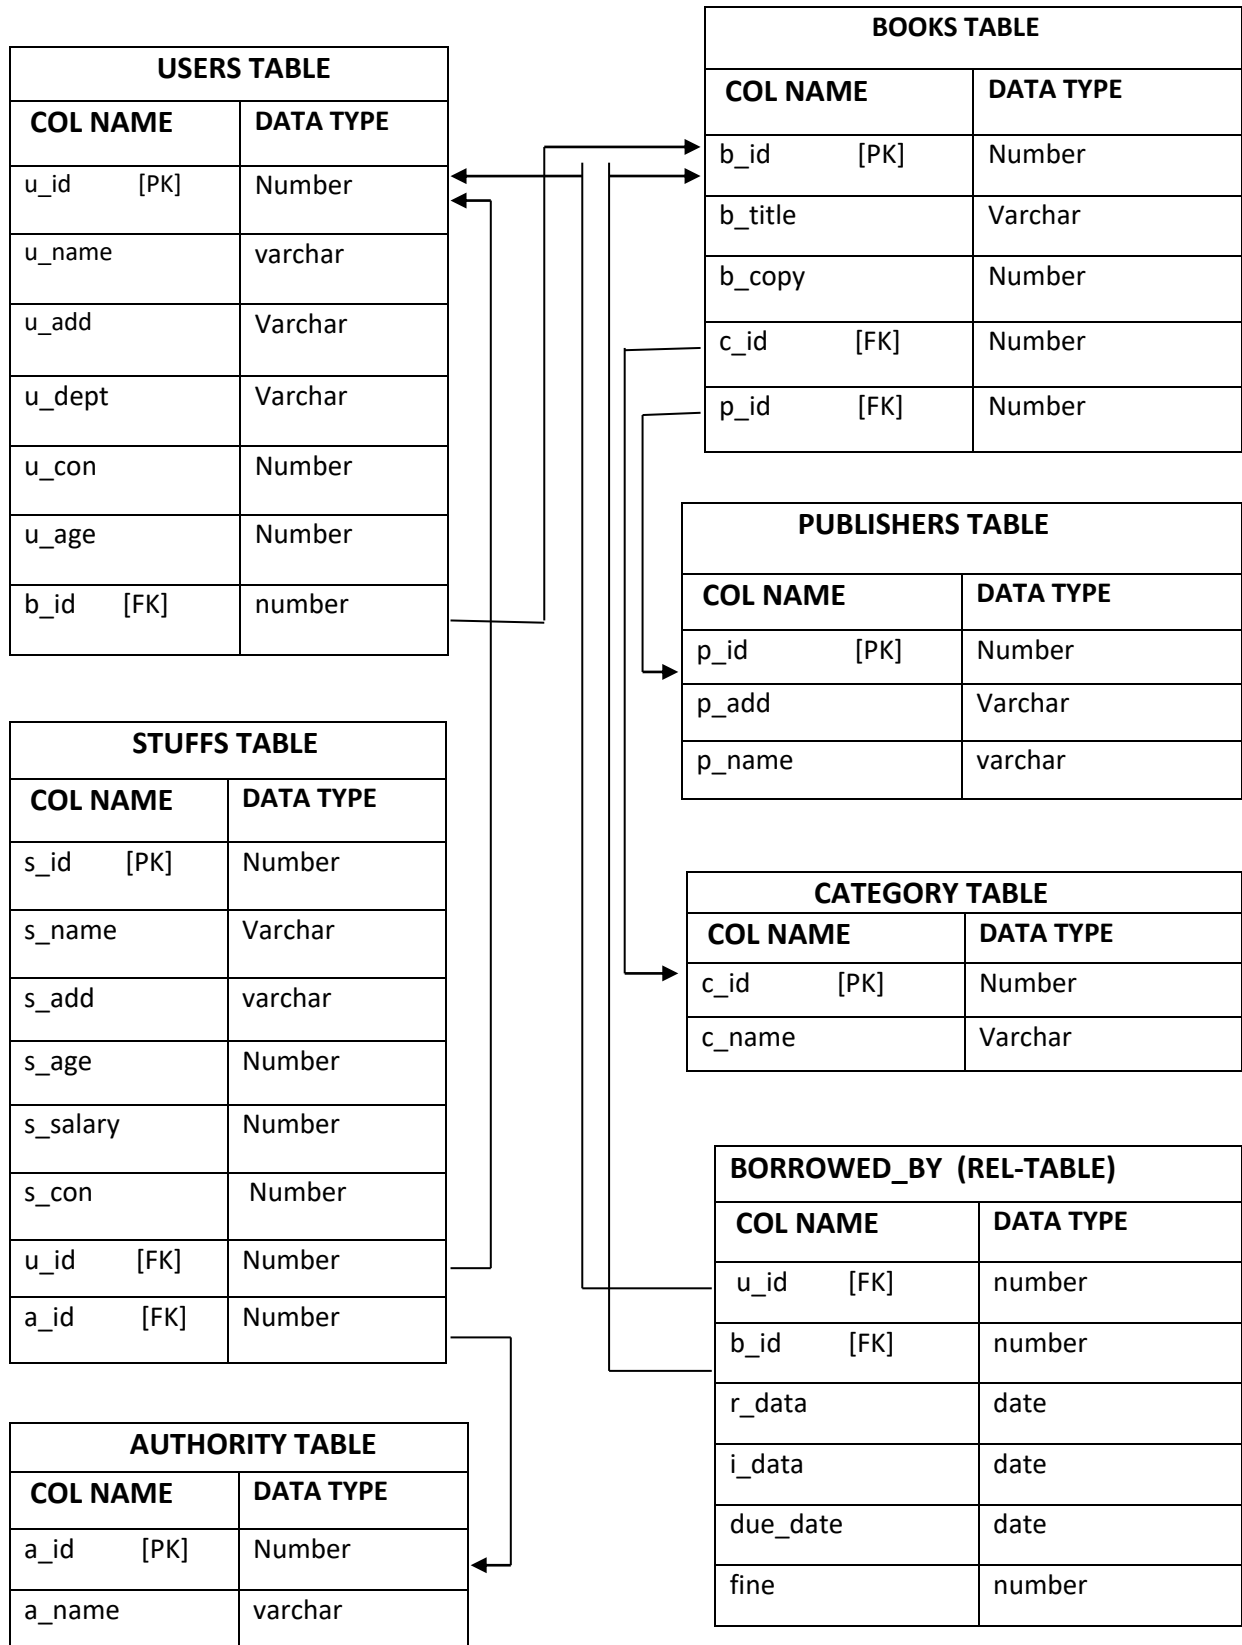 USERS TABLE
COL NAME DATA TYPE
u_id [PK] Number
u_name varchar
u_add Varchar
u_dept Varchar
u_con Number
u_age Number
b_id [FK] number
STUFFS TABLE
COL NAME DATA TYPE
s_id [PK] Number
s_name Varchar
s_add varchar
s_age Number
s_salary Number
s_con Number
u_id [FK] Number
a_id [FK] Number
AUTHORITY TABLE
COL NAME DATA TYPE
a_id [PK] Number
a_name varchar
BOOKS TABLE
COL NAME DATA TYPE
b_id [PK] Number
b_title Varchar
b_copy Number
c_id [FK] Number
p_id [FK] Number
PUBLISHERS TABLE
COL NAME DATA TYPE
p_id [PK] Number
p_add Varchar
p_name varchar
CATEGORY TABLE
COL NAME DATA TYPE
c_id [PK] Number
c_name Varchar
BORROWED_BY (REL-TABLE)
COL NAME DATA TYPE
u_id [FK] number
b_id [FK] number
r_data date
i_data date
due_date date
fine number